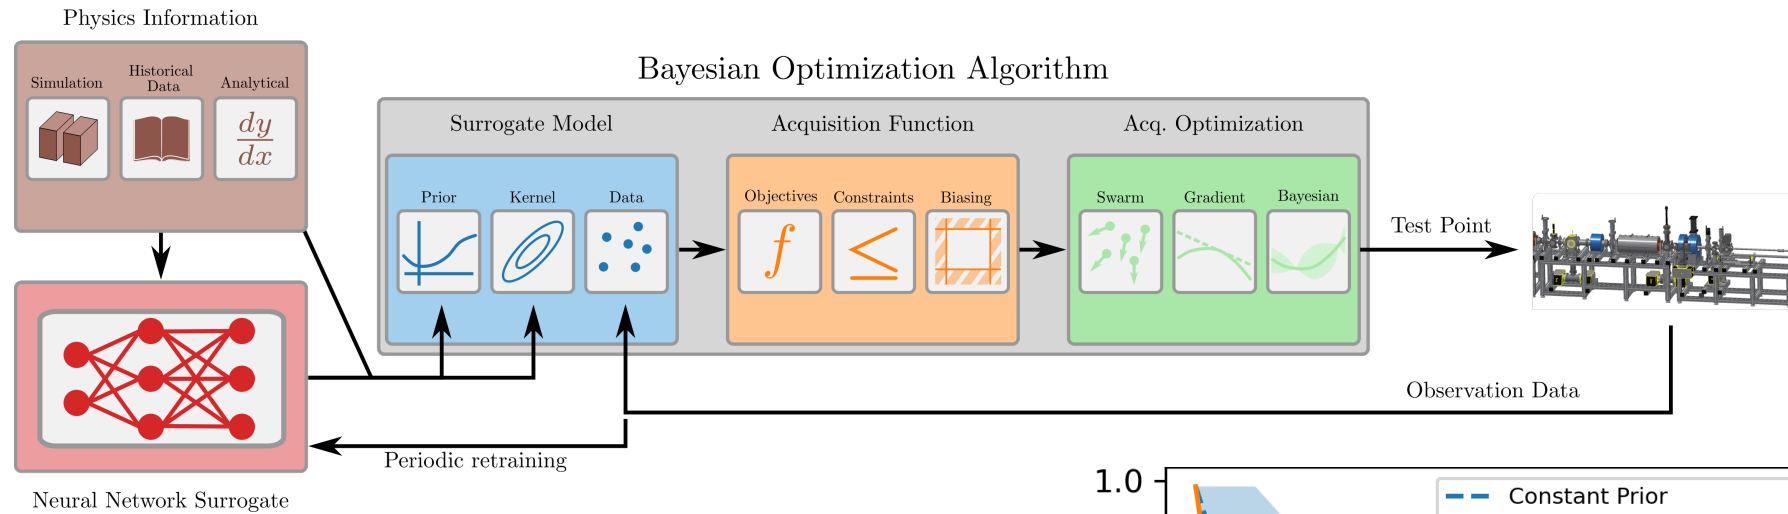 Physics Information
Simulation
Historical
Data
Analytical
dy
dx
Neural Network Surrogate
Bayesian Optimization Algorithm
Surrogate Model
Prior
Kernel
Data
Acquisition Function
Objectives
Constraints
Biasing
f
≤
Acq. Optimization
Swarm
Gradient
Bayesian
Test Point
Observation Data
Periodic retraining
1.0
Constant Prior